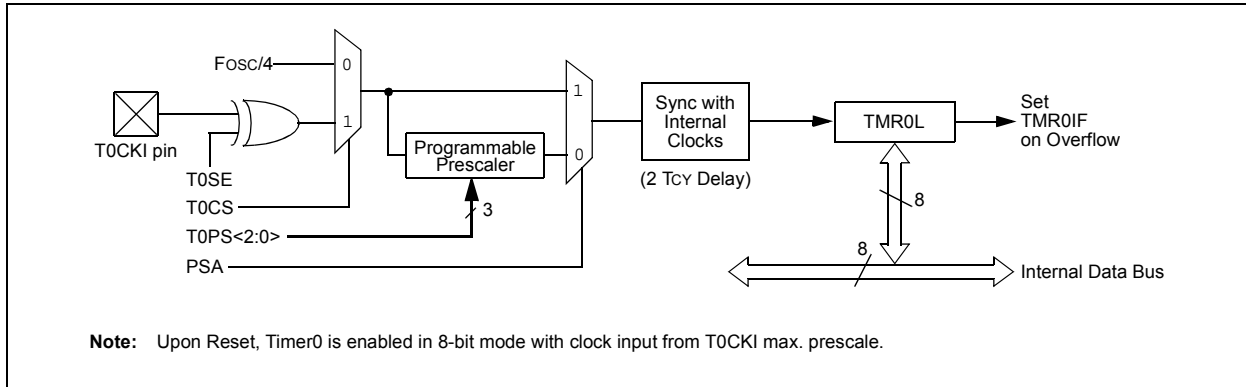 FOSC/4
0
1
T0CKI pin
T0SE
T0CS
T0PS<2:0>
PSA
Programmable
Prescaler
3
1
0
Sync with
Internal
Clocks
(2 TCY Delay)
TMR0L
Set
TMR0IF
on Overflow
8
8
Internal Data Bus
Note: Upon Reset, Timer0 is enabled in 8-bit mode with clock input from T0CKI max. prescale.